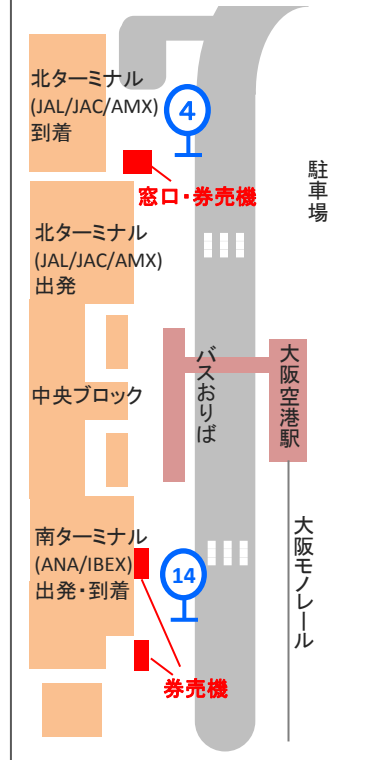 北ターミナル
(JAL/JAC/AMX)
到着
4
窓口・券売機
駐車場
北ターミナル
(JAL/JAC/AMX)
出発
中央ブロック
バスおりば
大阪空港駅
南ターミナル
(ANA/IBEX)
出発・到着
14
大阪モノレール
券売機